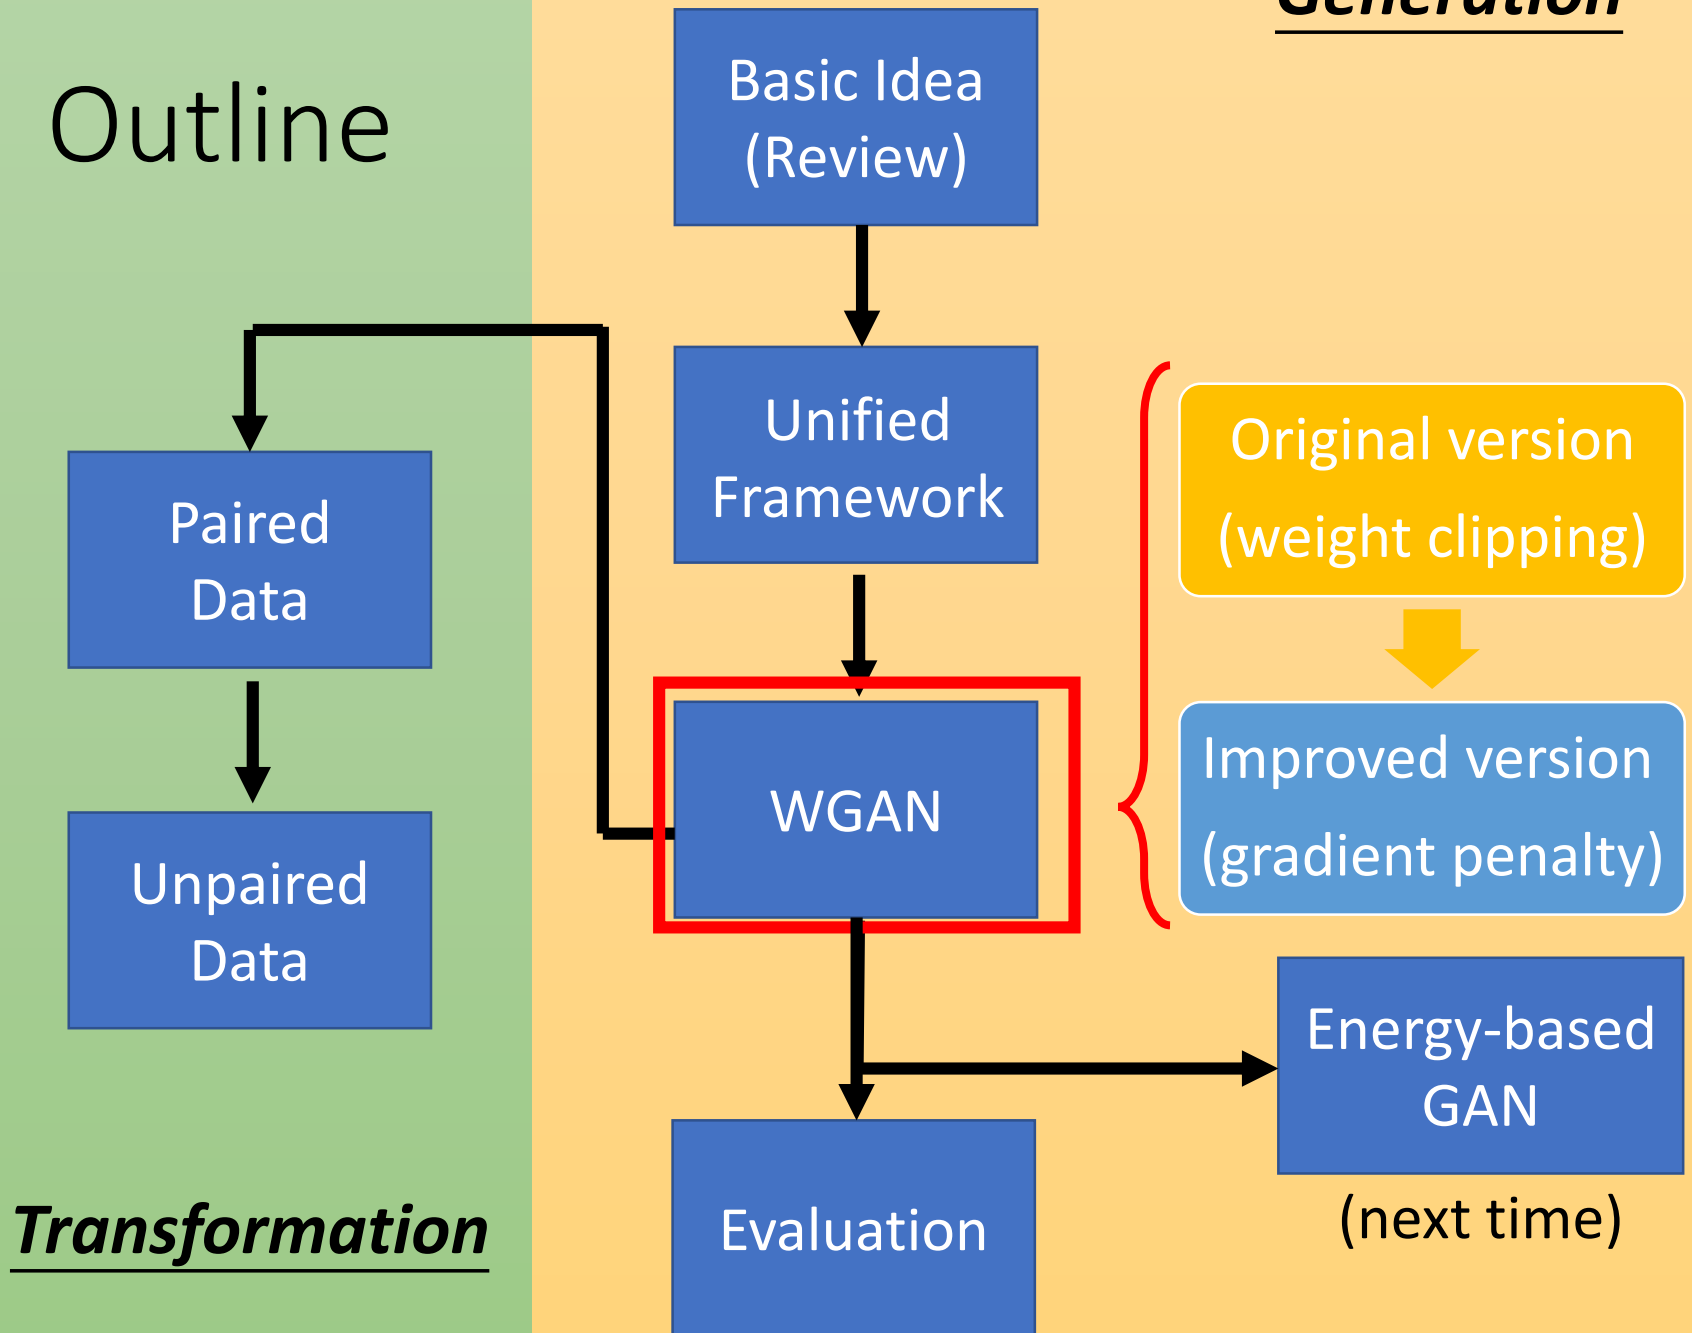 Generation
Outline
Basic Idea
(Review)
Unified
Framework
Original version
(weight clipping)
Paired
Data
Improved version
(gradient penalty)
WGAN
Unpaired
Data
Energy-based
GAN
(next time)
Evaluation
Transformation